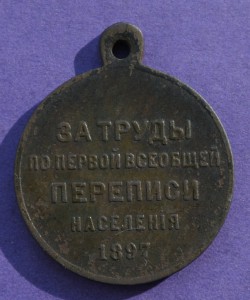 ЗА ТРУДЫ
ПО ПЕРВОЙ ВСЕОБЩЕЙ
ПЕРЕПИСИ
НАСЕЛЕНІЯ
1897